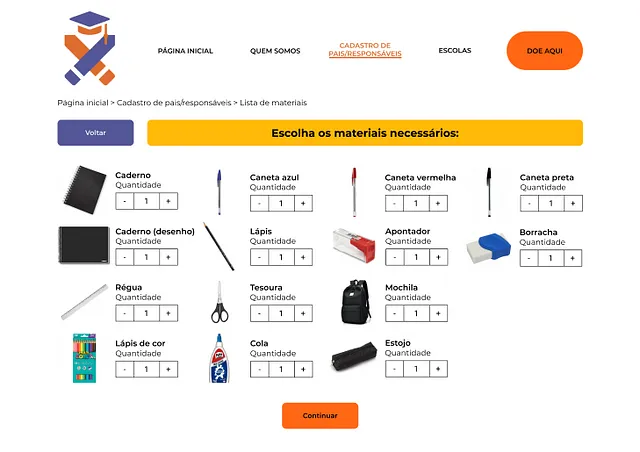 PÁGINA INICIAL
QUEM SOMOS
CADASTRO DE
PAIS/RESPONSÁVEIS
ESCOLAS
DOE AQUI
Página inicial > Cadastro de pais/responsáveis > Lista de materiais
Voltar
Escolha os materiais necessários:
Caderno
Quantidade
- 1 +
Caneta azul
Quantidade
- 1 +
Caneta vermelha
Quantidade
- 1 +
Caneta preta
Quantidade
- 1 +
Caderno (desenho)
Quantidade
- 1 +
Lápis
Quantidade
- 1 +
Apontador
Quantidade
- 1 +
Borracha
Quantidade
- 1 +
Régua
Quantidade
- 1 +
Tesoura
Quantidade
- 1 +
Mochila
Quantidade
- 1 +
Lápis de cor
Quantidade
- 1 +
Cola
Quantidade
- 1 +
Estojo
Quantidade
- 1 +
Continuar